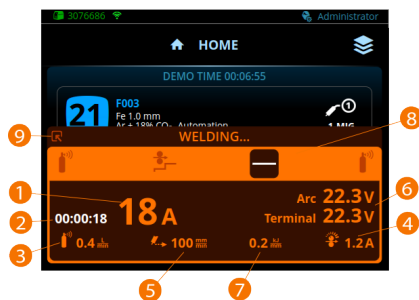 3076686 Administrator
HOME
DEMO TIME 00:06:55
21 F003
Fe 1.0 mm
Ar + 18% CO₂ Automation
1 1 MIG
9 WELDING... 8
1 18 A Arc 22.3 V 6
2 00:00:18 Terminal 22.3 V
3 0.4 l/min 100 mm/min 0.2 kJ/mm 1.2 A 4
5 7